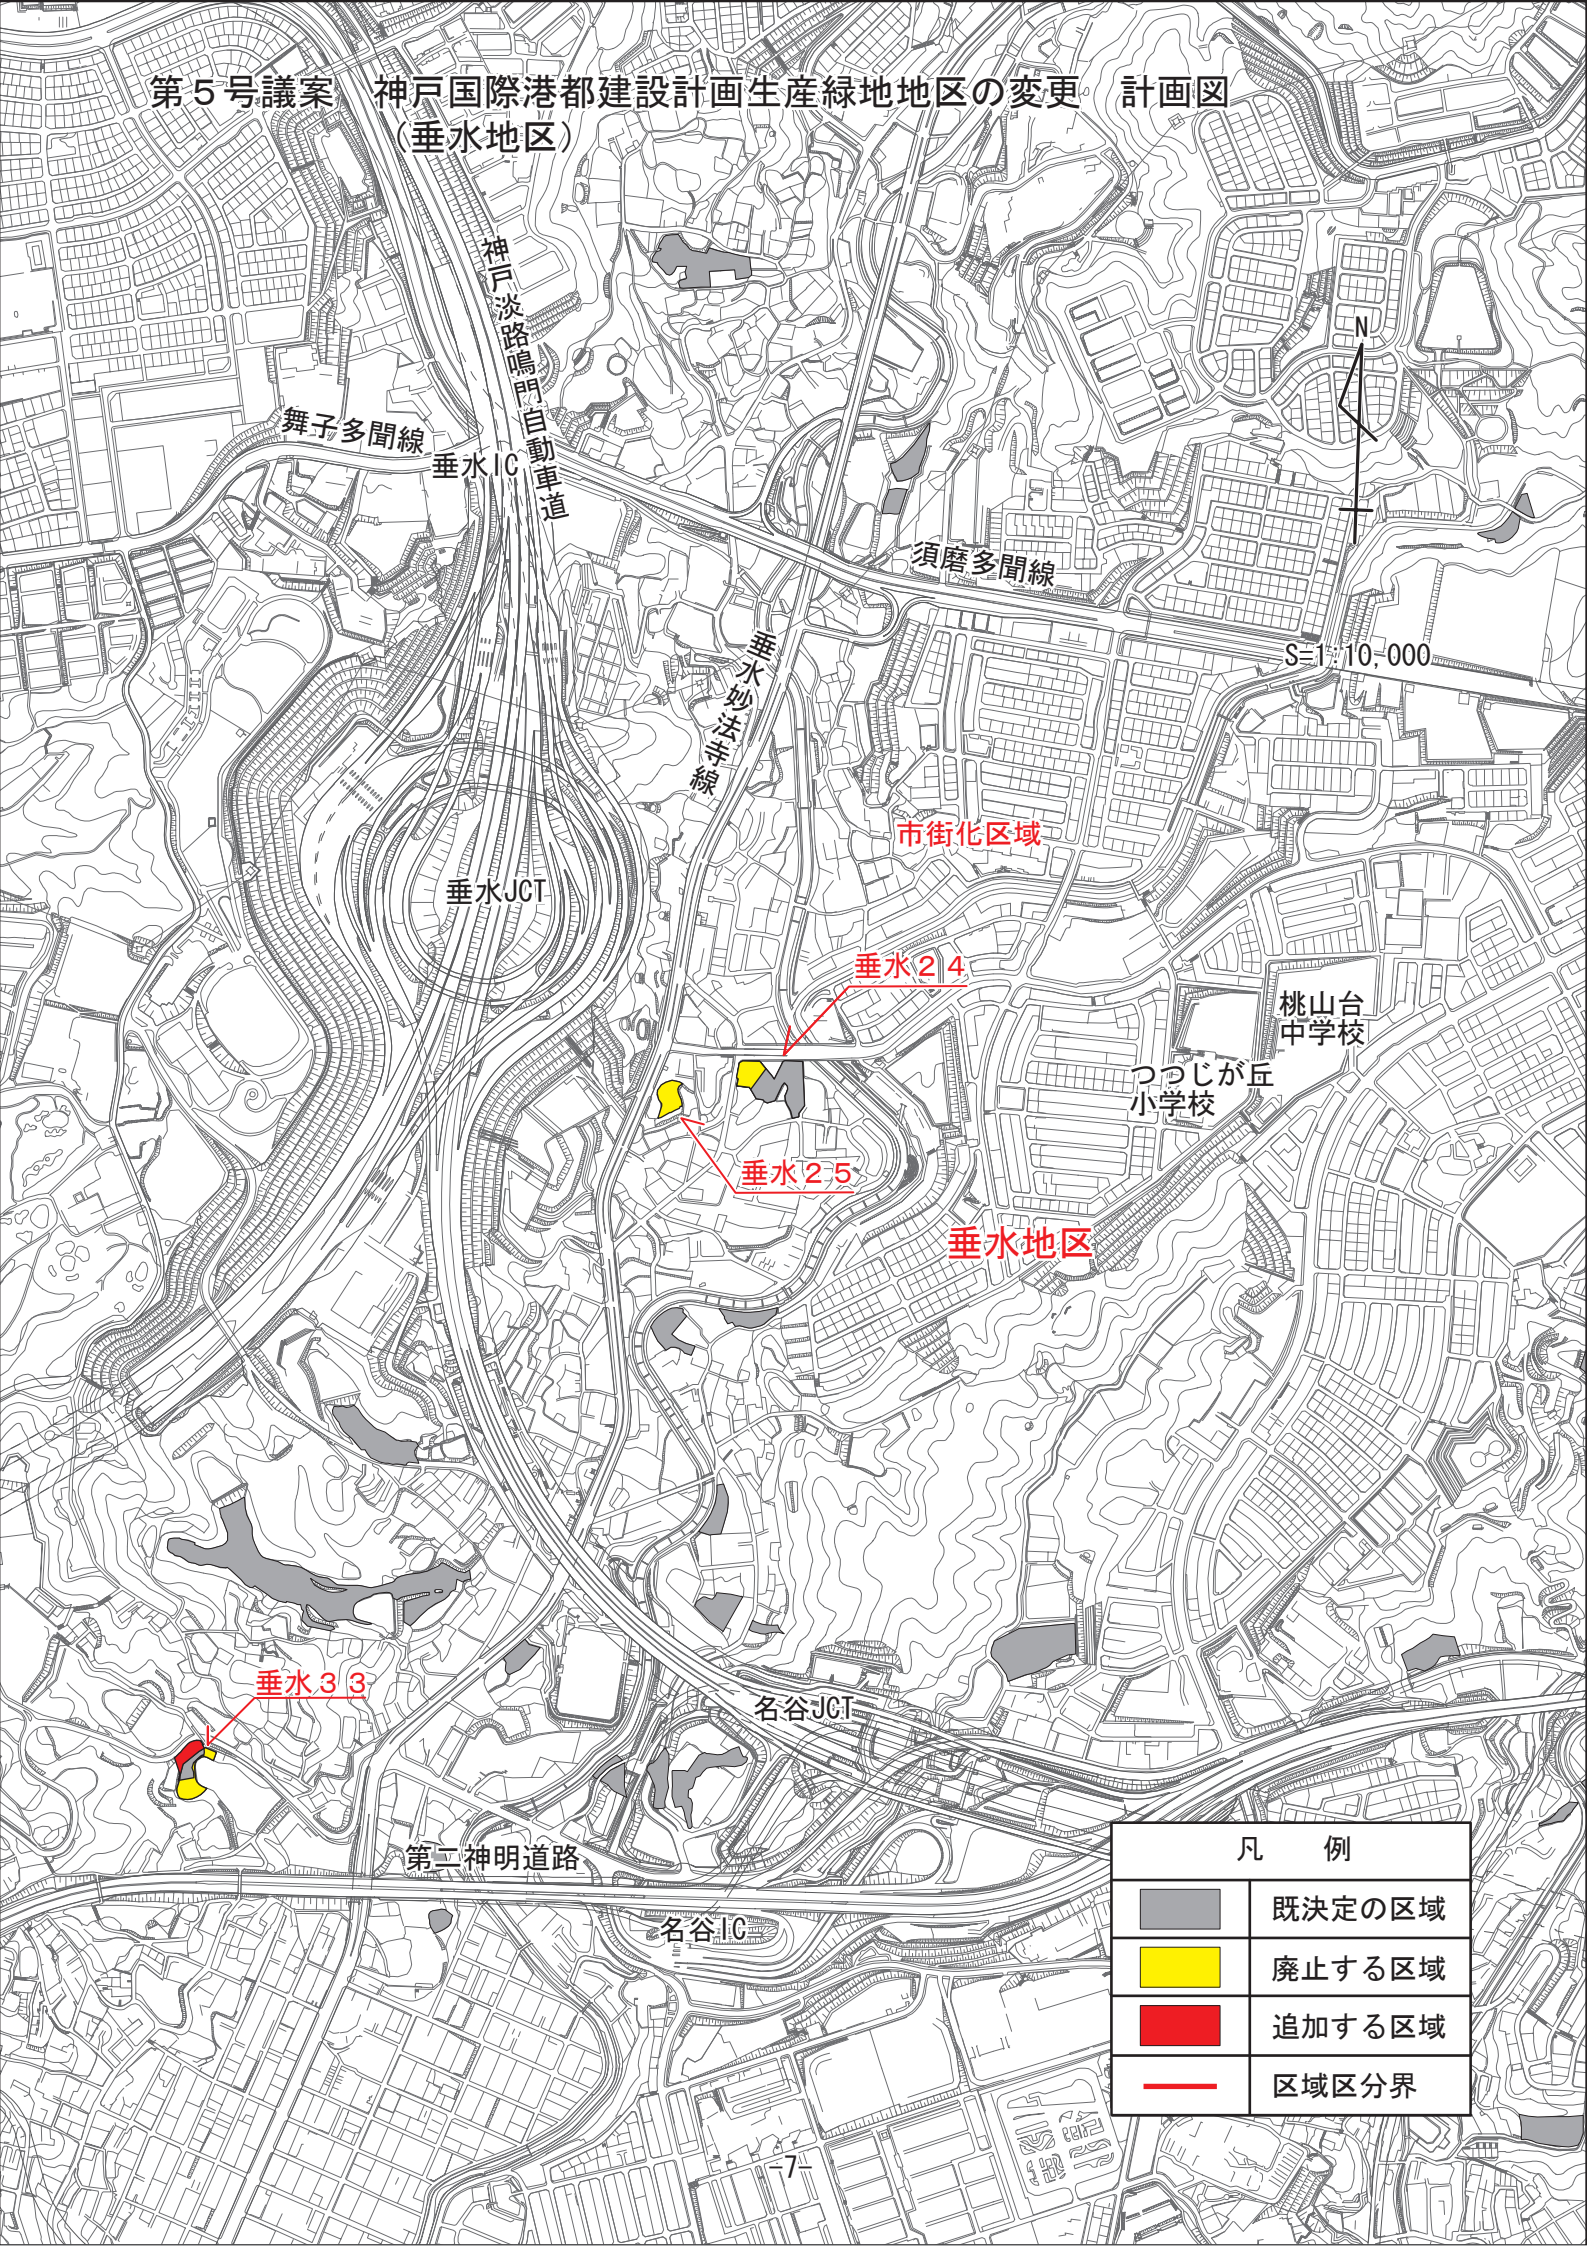 第５号議案　神戸国際港都建設計画生産緑地地区の変更　計画図
（垂水地区）
神戸淡路鳴門自動車道
N
舞子多聞線
垂水IC
須磨多聞線
垂水妙法寺線
S=1:10,000
市街化区域
垂水JCT
垂水２４
桃山台
中学校
つつじが丘
小学校
垂水２５
垂水地区
垂水３３
名谷JCT
第二神明道路
名谷IC
凡　例
既決定の区域
廃止する区域
追加する区域
区域区分界
-7-